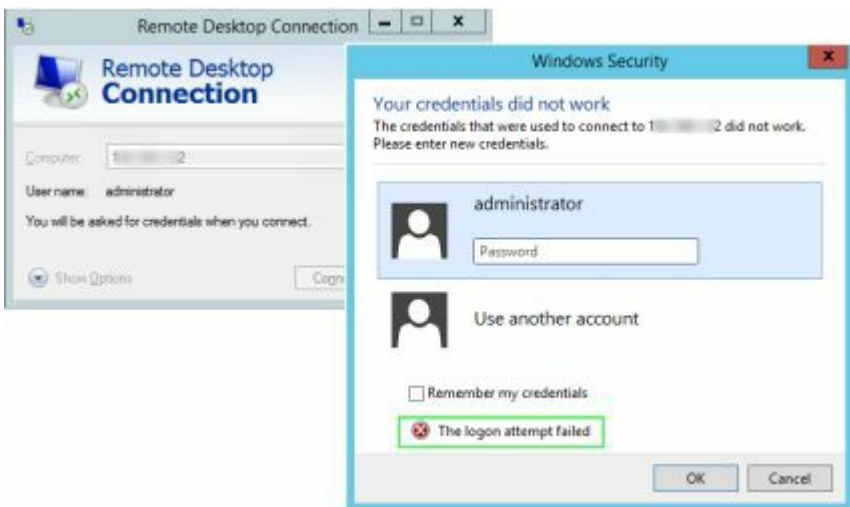 Remote Desktop Connection
Remote Desktop
Connection
Computer:
User name: administrator
You will be asked for credentials when you connect.
Show Options
Windows Security
Your credentials did not work
The credentials that were used to connect to 1 2 did not work.
Please enter new credentials.
administrator
Password
Use another account
Remember my credentials
The logon attempt failed
OK
Cancel